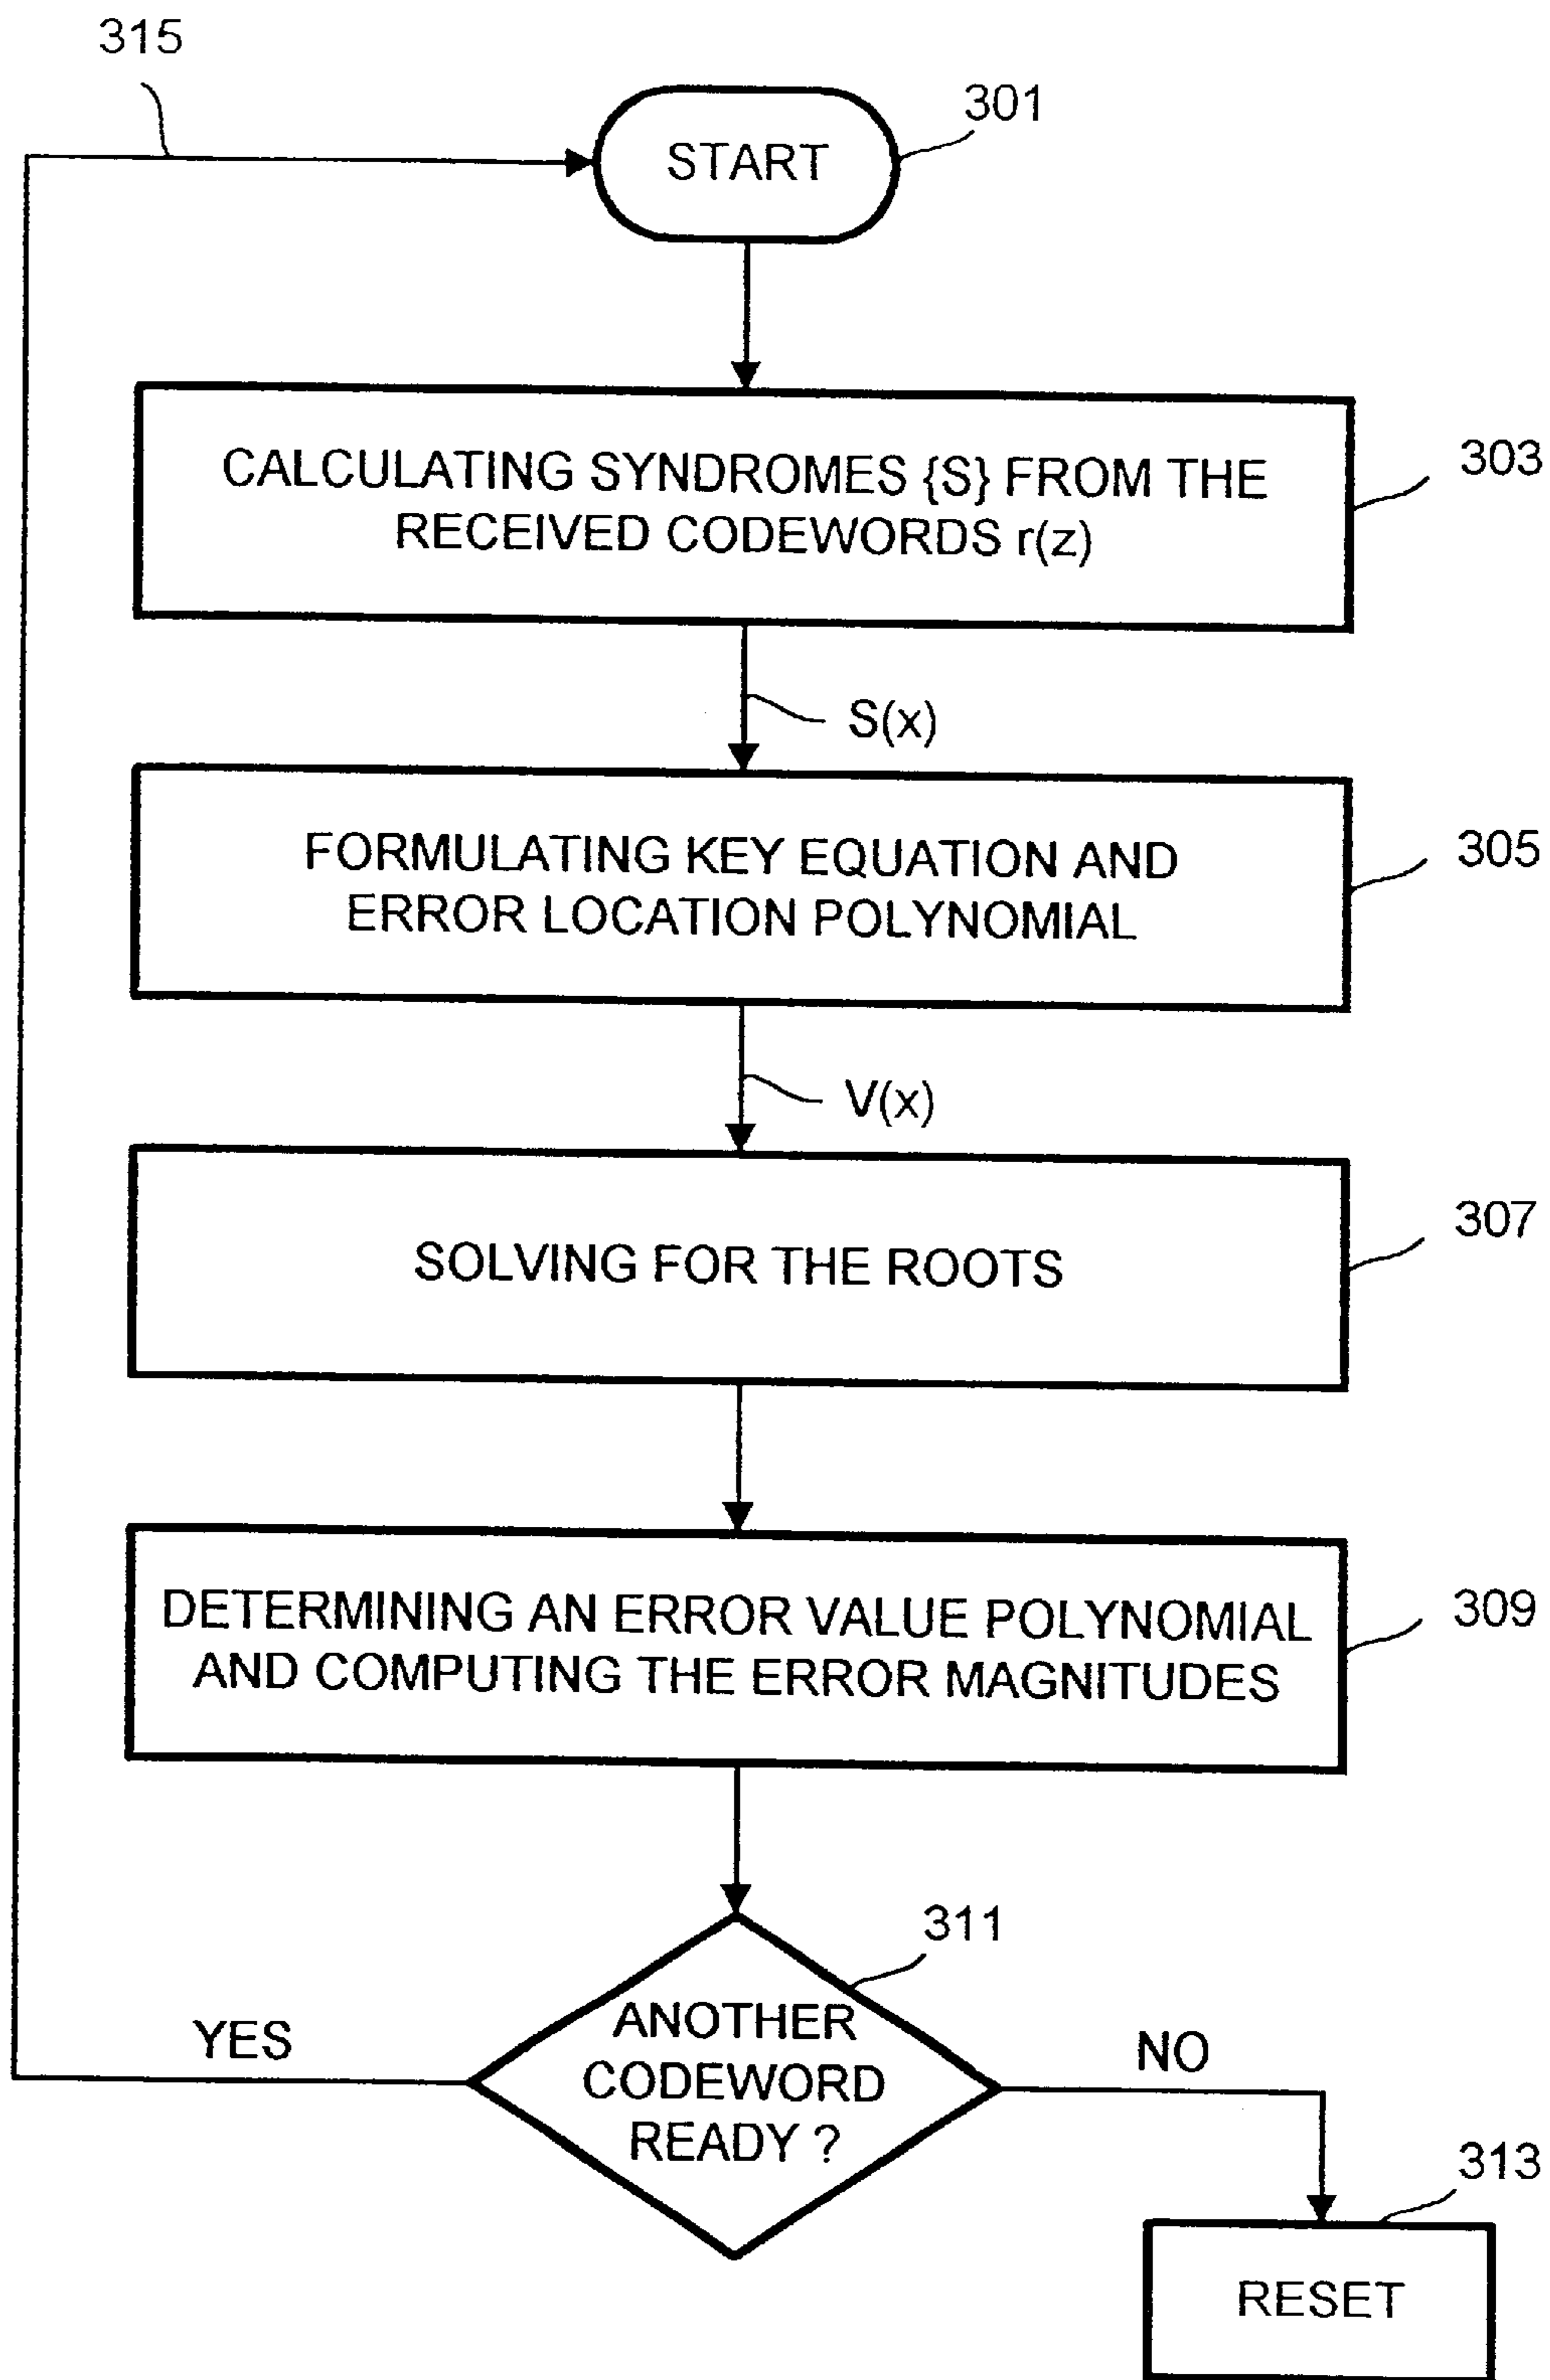 315
301
START
CALCULATING SYNDROMES {S} FROM THE
RECEIVED CODEWORDS r(z)
303
S(x)
FORMULATING KEY EQUATION AND
ERROR LOCATION POLYNOMIAL
305
V(x)
SOLVING FOR THE ROOTS
307
DETERMINING AN ERROR VALUE POLYNOMIAL
AND COMPUTING THE ERROR MAGNITUDES
309
311
ANOTHER
CODEWORD
READY ?
YES
NO
313
RESET